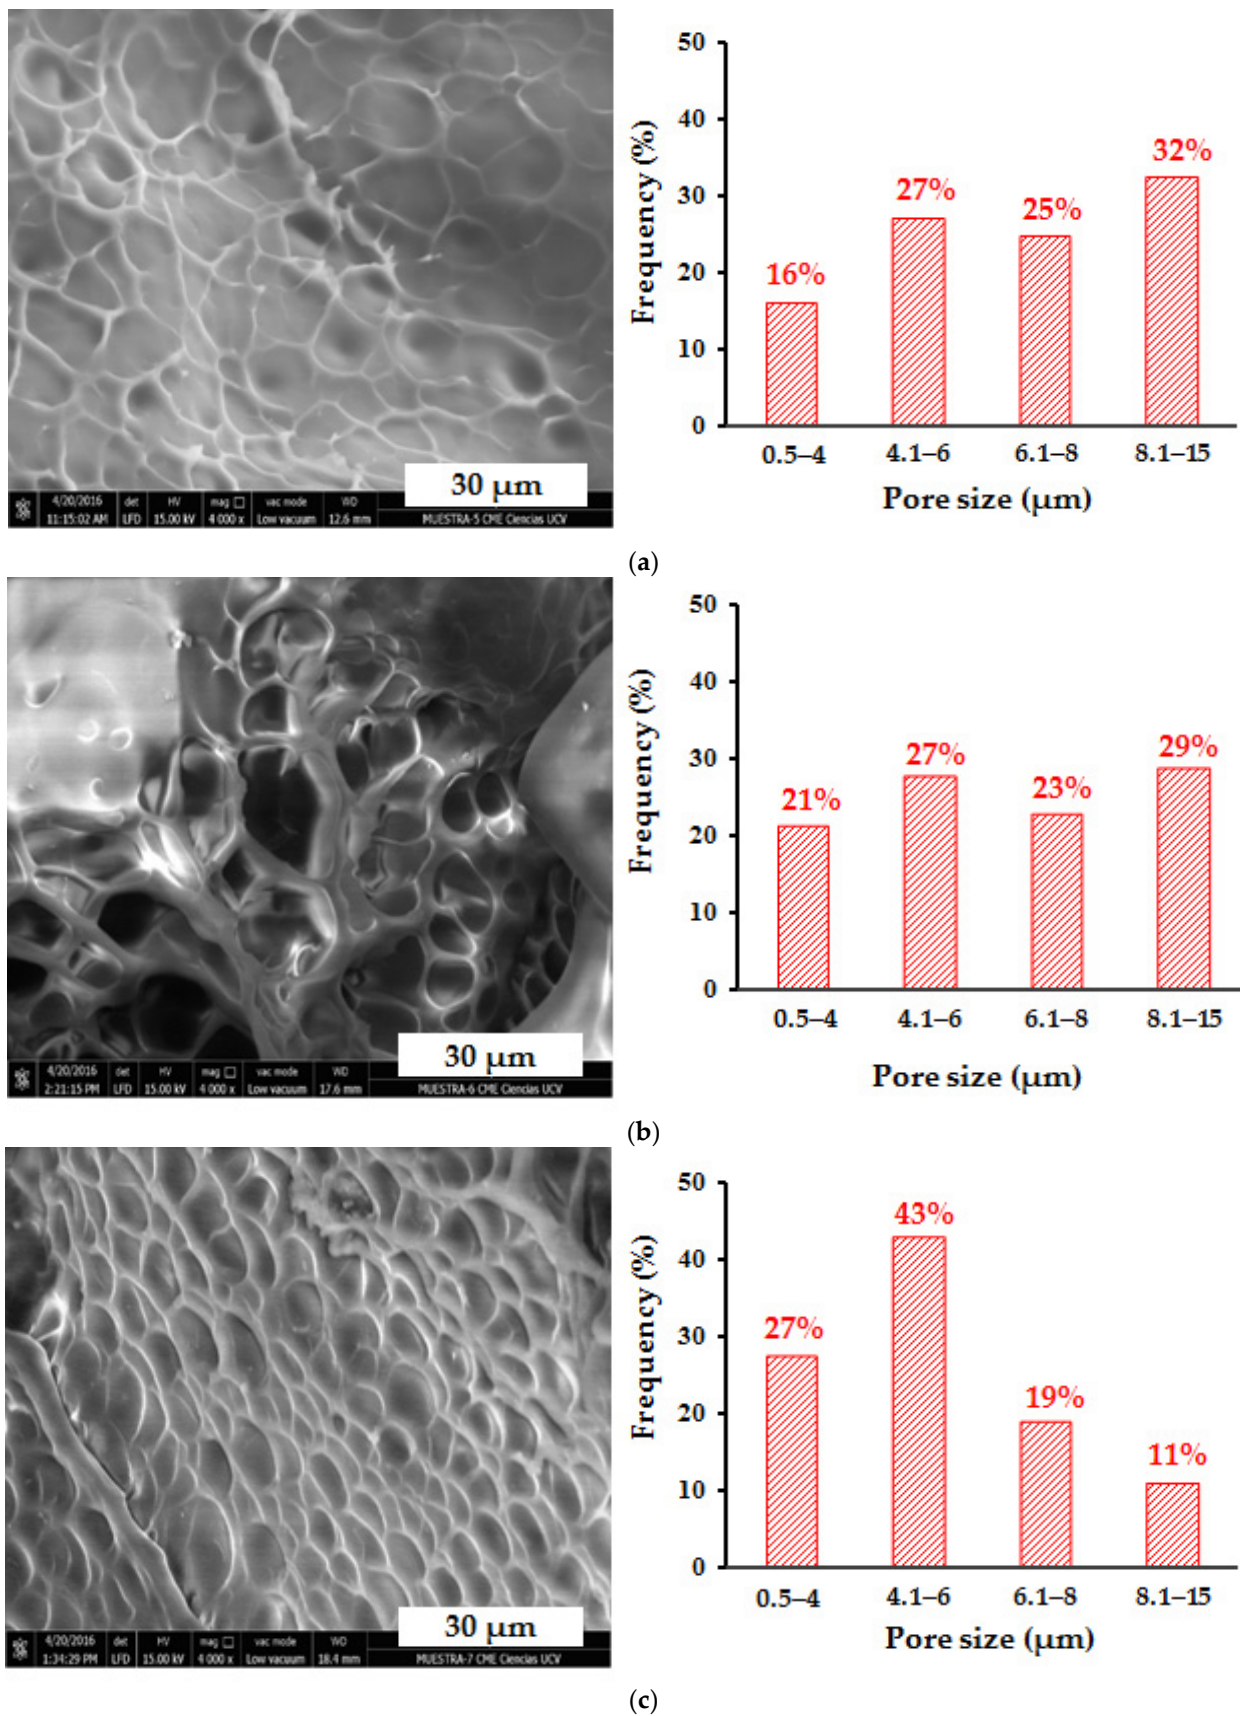 50
40
30
20
10
0
Frequency (%)
16%
27%
25%
32%
0.5–4
4.1–6
6.1–8
8.1–15
Pore size (μm)
30 μm
4/20/2016 det HV mag □ vac mode WD
11:15:02 AM LFD 15.00 kV 4 000 x Low vacuum 12.6 mm MUESTRA-5 CME Ciencias UCV
(a)
50
40
30
20
10
0
Frequency (%)
21%
27%
23%
29%
0.5–4
4.1–6
6.1–8
8.1–15
Pore size (μm)
30 μm
4/20/2016 det HV mag □ vac mode WD
2:21:15 PM LFD 15.00 kV 4 000 x Low vacuum 17.6 mm MUESTRA-6 CME Ciencias UCV
(b)
50
40
30
20
10
0
Frequency (%)
27%
43%
19%
11%
0.5–4
4.1–6
6.1–8
8.1–15
Pore size (μm)
30 μm
4/20/2016 det HV mag □ vac mode WD
1:34:29 PM LFD 15.00 kV 4 000 x Low vacuum 18.4 mm MUESTRA-7 CME Ciencias UCV
(c)